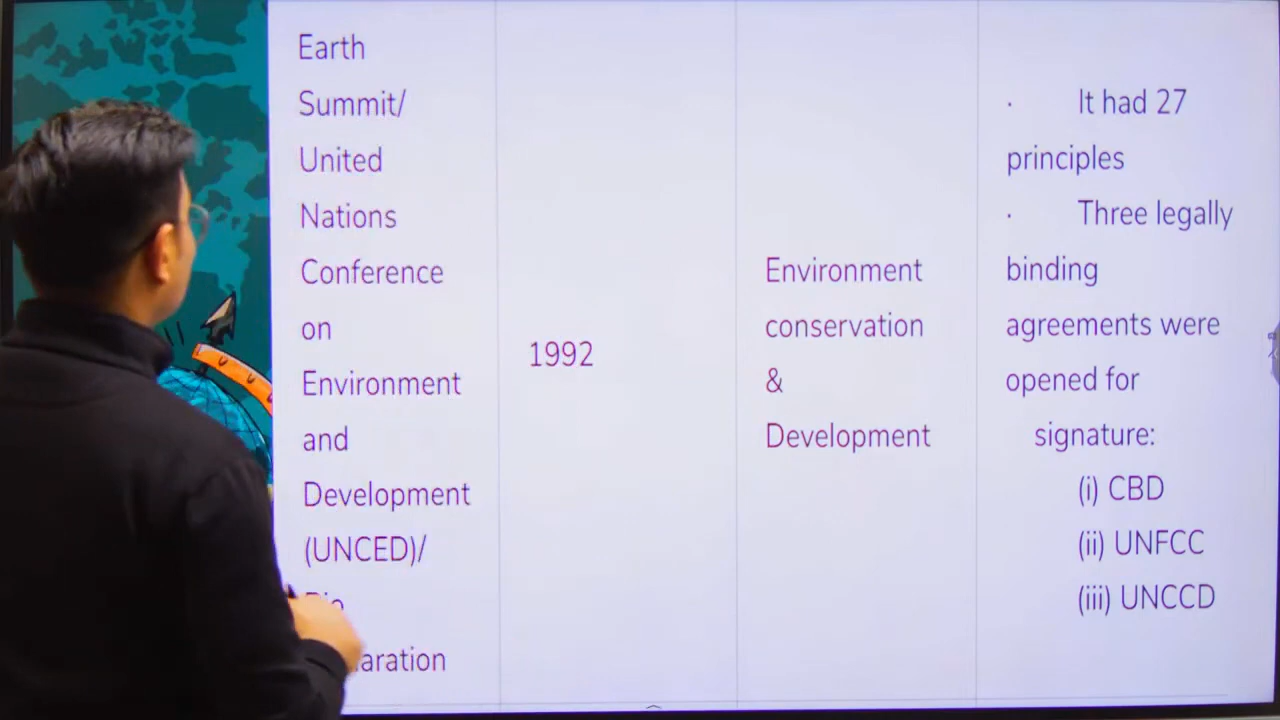 Earth
Summit/
United
Nations
Conference
on
Environment
and
Development
(UNCED)/
1992
Environment
conservation
&
Development
· It had 27
principles
· Three legally
binding
agreements were
opened for
signature:
(i) CBD
(ii) UNFCC
(iii) UNCCD